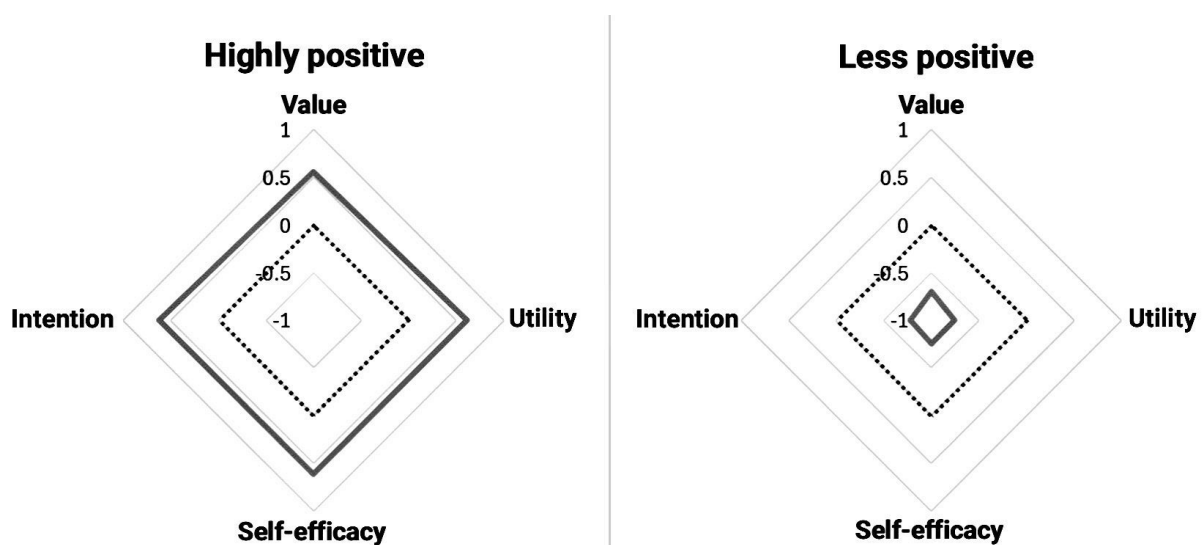 Highly positive
Value
1
0.5
0
-0.5
-1
Intention
Utility
Self-efficacy
Less positive
Value
1
0.5
0
-0.5
-1
Intention
Utility
Self-efficacy